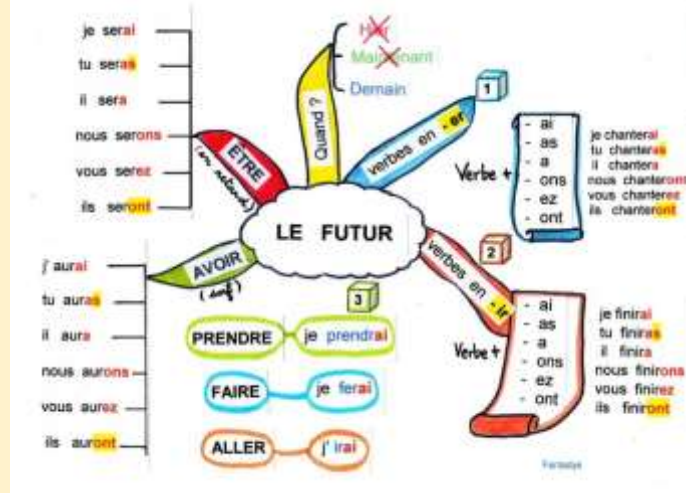 je serai
tu seras
il sera
nous serons
vous serez
ils seront
ÊTRE
Quand ?
Hier
Maintenant
Demain
1
verbes en - er
Verbe +
- ai
- as
- a
- ons
- ez
- ont
je chanterai
tu chanteras
il chantera
nous chanteront
vous chanterez
ils chanteront
LE FUTUR
AVOIR
j' aurai
tu auras
il aura
nous aurons
vous aurez
ils auront
2
verbes en - ir
Verbe +
- ai
- as
- a
- ons
- ez
- ont
je finirai
tu finiras
il finira
nous finirons
vous finirez
ils finiront
3
PRENDRE je prendrai
FAIRE je ferai
ALLER j' irai